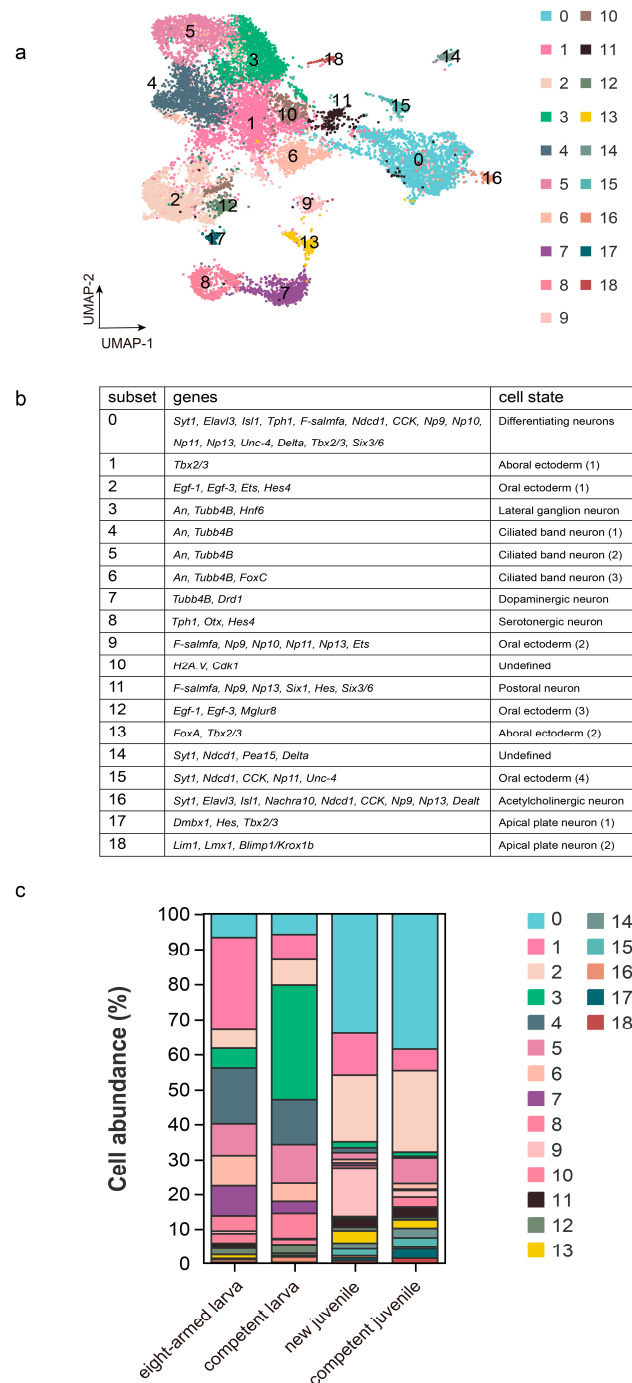 a
5
3
18
14
4
11
15
10
1
6
0
16
2
12
9
17
13
8
7
UMAP-2
UMAP-1
0 10
1 11
2 12
3 13
4 14
5 15
6 16
7 17
8 18
9
b
subset genes cell state
0 Syt1, Elavl3, Isl1, Tph1, F-salmfa, Ndcd1, CCK, Np9, Np10, Differentiating neurons
Np11, Np13, Unc-4, Delta, Tbx2/3, Six3/6
1 Tbx2/3 Aboral ectoderm (1)
2 Egf-1, Egf-3, Ets, Hes4 Oral ectoderm (1)
3 An, Tubb4B, Hnf6 Lateral ganglion neuron
4 An, Tubb4B Ciliated band neuron (1)
5 An, Tubb4B Ciliated band neuron (2)
6 An, Tubb4B, FoxC Ciliated band neuron (3)
7 Tubb4B, Drd1 Dopaminergic neuron
8 Tph1, Otx, Hes4 Serotonergic neuron
9 F-salmfa, Np9, Np10, Np11, Np13, Ets Oral ectoderm (2)
10 H2A.V, Cdk1 Undefined
11 F-salmfa, Np9, Np13, Six1, Hes, Six3/6 Postoral neuron
12 Egf-1, Egf-3, Mglur8 Oral ectoderm (3)
13 FoxA, Tbx2/3 Aboral ectoderm (2)
14 Syt1, Ndcd1, Pea15, Delta Undefined
15 Syt1, Ndcd1, CCK, Np11, Unc-4 Oral ectoderm (4)
16 Syt1, Elavl3, Isl1, Nachra10, Ndcd1, CCK, Np9, Np13, Dealt Acetylcholinergic neuron
17 Dmbx1, Hes, Tbx2/3 Apical plate neuron (1)
18 Lim1, Lmx1, Blimp1/Krox1b Apical plate neuron (2)
c
Cell abundance (%)
100
90
80
70
60
50
40
30
20
10
0
eight-armed larva
competent larva
new juvenile
competent juvenile
0 14
1 15
2 16
3 17
4 18
5
6
7
8
9
10
11
12
13